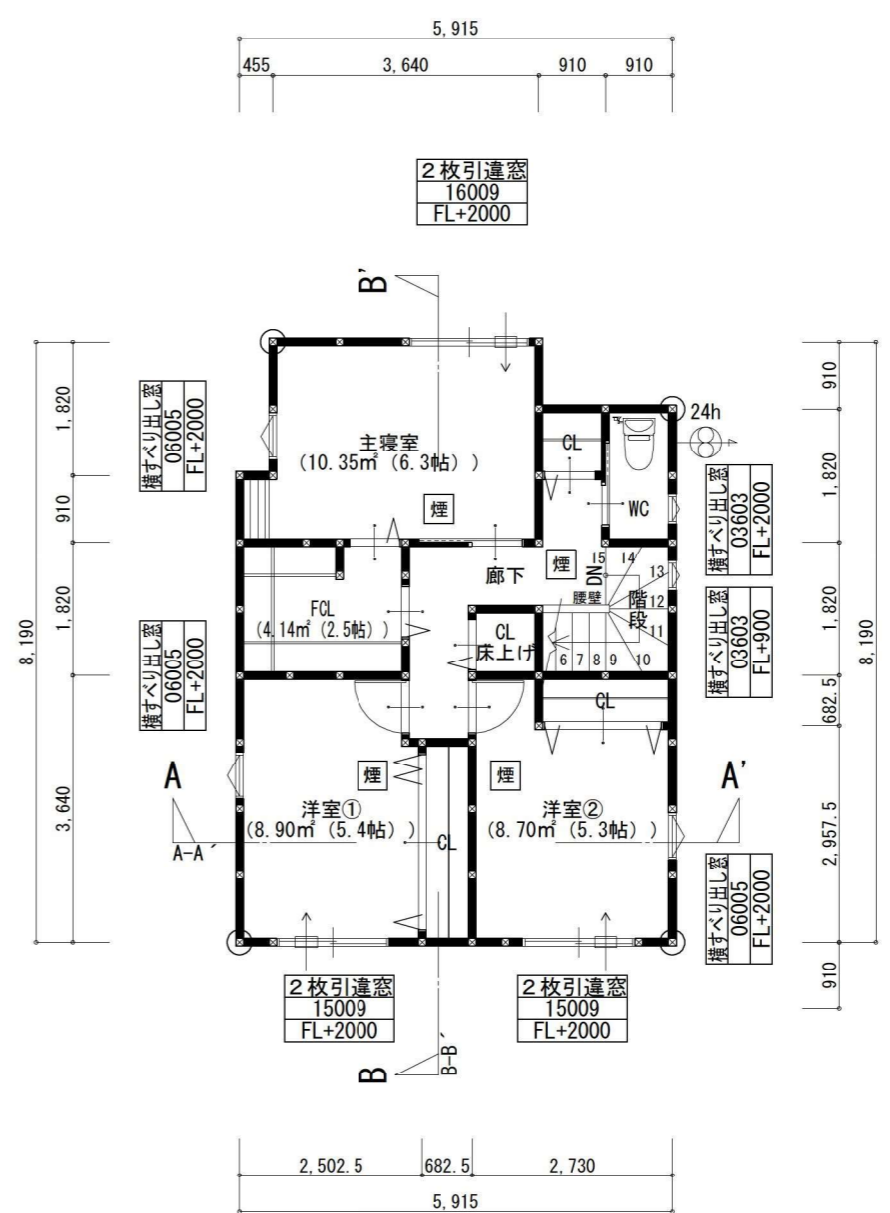 5,915
455
3,640
910
910
2枚引違窓
16009
FL+2000
B'
8,190
1,820
910
1,820
3,640
横すべり出し窓
06005
FL+2000
横すべり出し窓
06005
FL+2000
主寝室
(10.35㎡(6.3帖))
煙
CL
WC
24h
廊下
煙
FCL
(4.14㎡(2.5帖))
CL
床上げ
DN
腰壁
階段
15
14
13
12
11
6 7 8 9 10
CL
煙
煙
洋室①
(8.90㎡(5.4帖))
CL
洋室②
(8.70㎡(5.3帖))
A
A-A´
A'
横すべり出し窓
03603
FL+2000
横すべり出し窓
03603
FL+900
横すべり出し窓
06005
FL+2000
910
1,820
1,820
682.5
2,957.5
910
8,190
2枚引違窓
15009
FL+2000
2枚引違窓
15009
FL+2000
B
B-B´
2,502.5
682.5
2,730
5,915